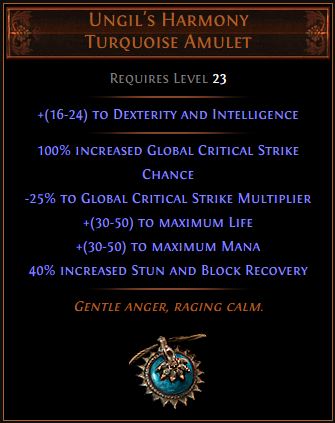 Ungil's Harmony
Turquoise Amulet
Requires Level 23
+(16-24) to Dexterity and Intelligence
100% increased Global Critical Strike
Chance
-25% to Global Critical Strike Multiplier
+(30-50) to maximum Life
+(30-50) to maximum Mana
40% increased Stun and Block Recovery
Gentle anger, raging calm.